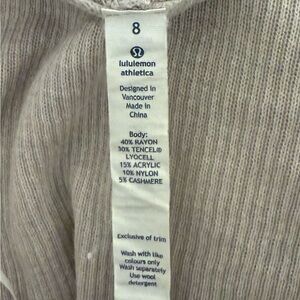 8
lululemon
athletica
Designed in
Vancouver
Made in
China
Body:
40% RAYON
30% TENCEL®
LYOCELL
15% ACRYLIC
10% NYLON
5% CASHMERE
Exclusive of trim
Wash with like
colours only
Wash separately
Use wool
detergent